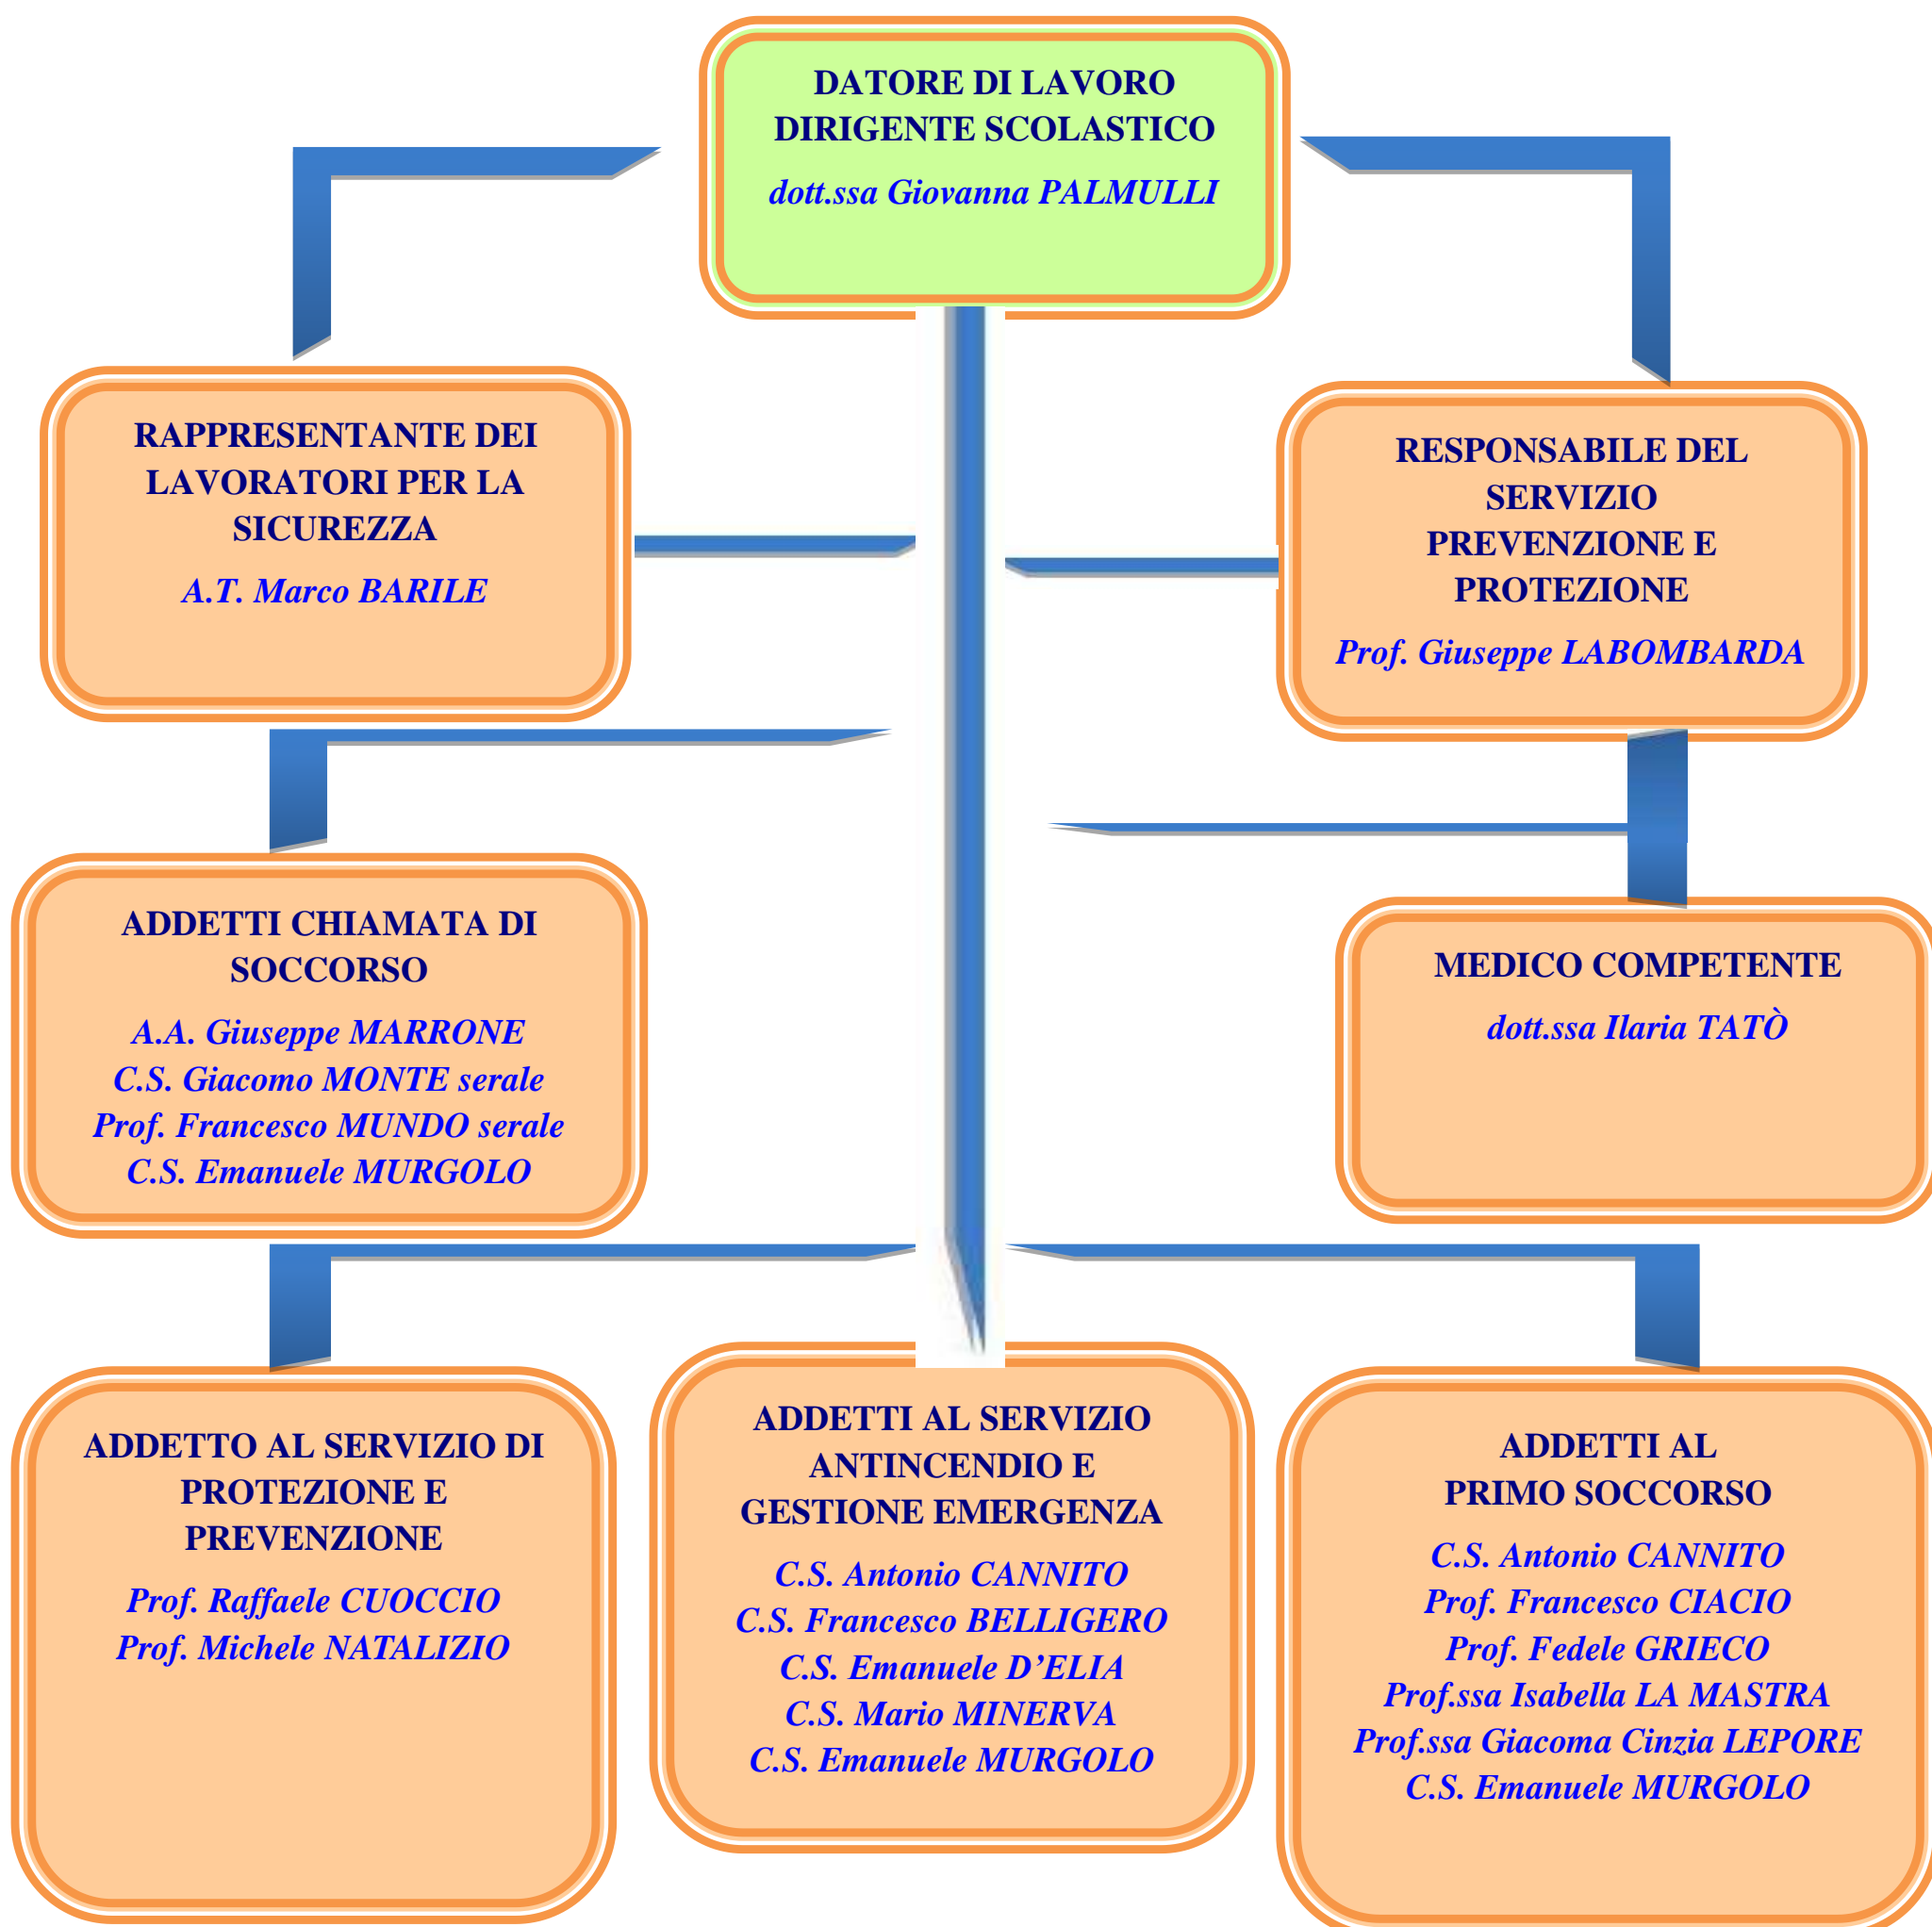 DATORE DI LAVORO
DIRIGENTE SCOLASTICO
dott.ssa Giovanna PALMULLI
RAPPRESENTANTE DEI
LAVORATORI PER LA
SICUREZZA
A.T. Marco BARILE
RESPONSABILE DEL
SERVIZIO
PREVENZIONE E
PROTEZIONE
Prof. Giuseppe LABOMBARDA
ADDETTI CHIAMATA DI
SOCCORSO
A.A. Giuseppe MARRONE
C.S. Giacomo MONTE serale
Prof. Francesco MUNDO serale
C.S. Emanuele MURGOLO
MEDICO COMPETENTE
dott.ssa Ilaria TATÒ
ADDETTO AL SERVIZIO DI
PROTEZIONE E
PREVENZIONE
Prof. Raffaele CUOCCIO
Prof. Michele NATALIZIO
ADDETTI AL SERVIZIO
ANTINCENDIO E
GESTIONE EMERGENZA
C.S. Antonio CANNITO
C.S. Francesco BELLIGERO
C.S. Emanuele D’ELIA
C.S. Mario MINERVA
C.S. Emanuele MURGOLO
ADDETTI AL
PRIMO SOCCORSO
C.S. Antonio CANNITO
Prof. Francesco CIACIO
Prof. Fedele GRIECO
Prof.ssa Isabella LA MASTRA
Prof.ssa Giacoma Cinzia LEPORE
C.S. Emanuele MURGOLO